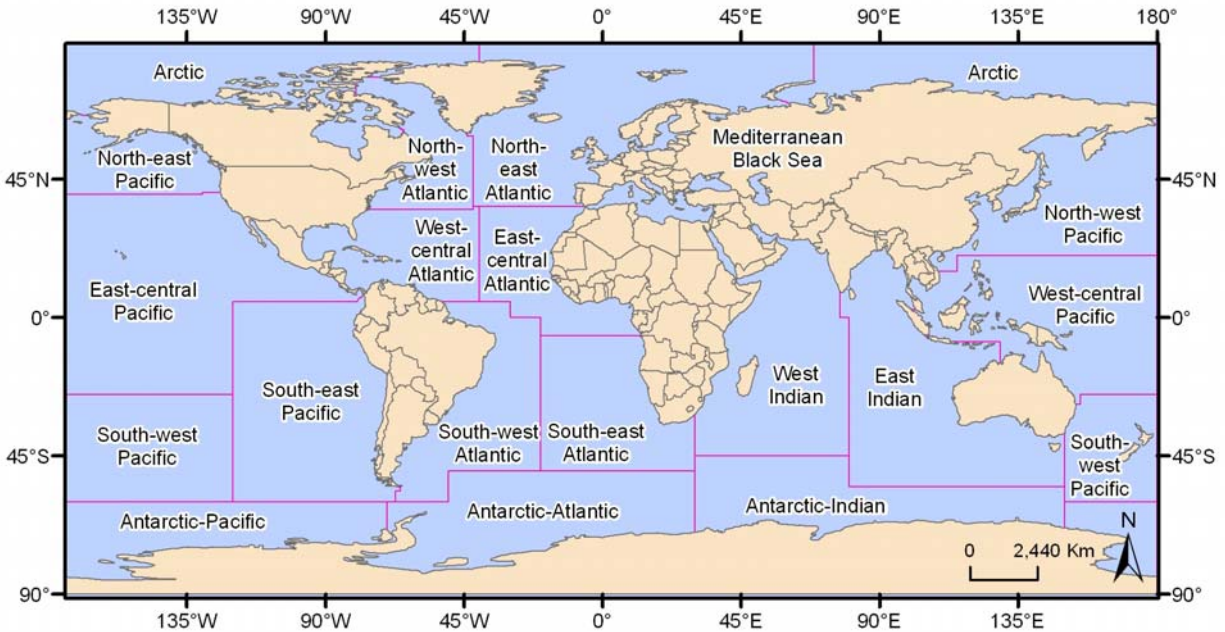 135°W 90°W 45°W 0° 45°E 90°E 135°E 180°
Arctic
Arctic
Mediterranean
Black Sea
North-
west
Atlantic
North-
east
Atlantic
North-east
Pacific
45°N
45°N
North-west
Pacific
West-
central
Atlantic
East-
central
Atlantic
East-central
Pacific
West-central
Pacific
0°
0°
South-east
Pacific
West
Indian
East
Indian
South-west
Pacific
South-west
Atlantic
South-east
Atlantic
South-
west
Pacific
45°S
45°S
Antarctic-Pacific
Antarctic-Atlantic
Antarctic-Indian
N
0 2,440 Km
90°
90°
135°W 90°W 45°W 0° 45°E 90°E 135°E